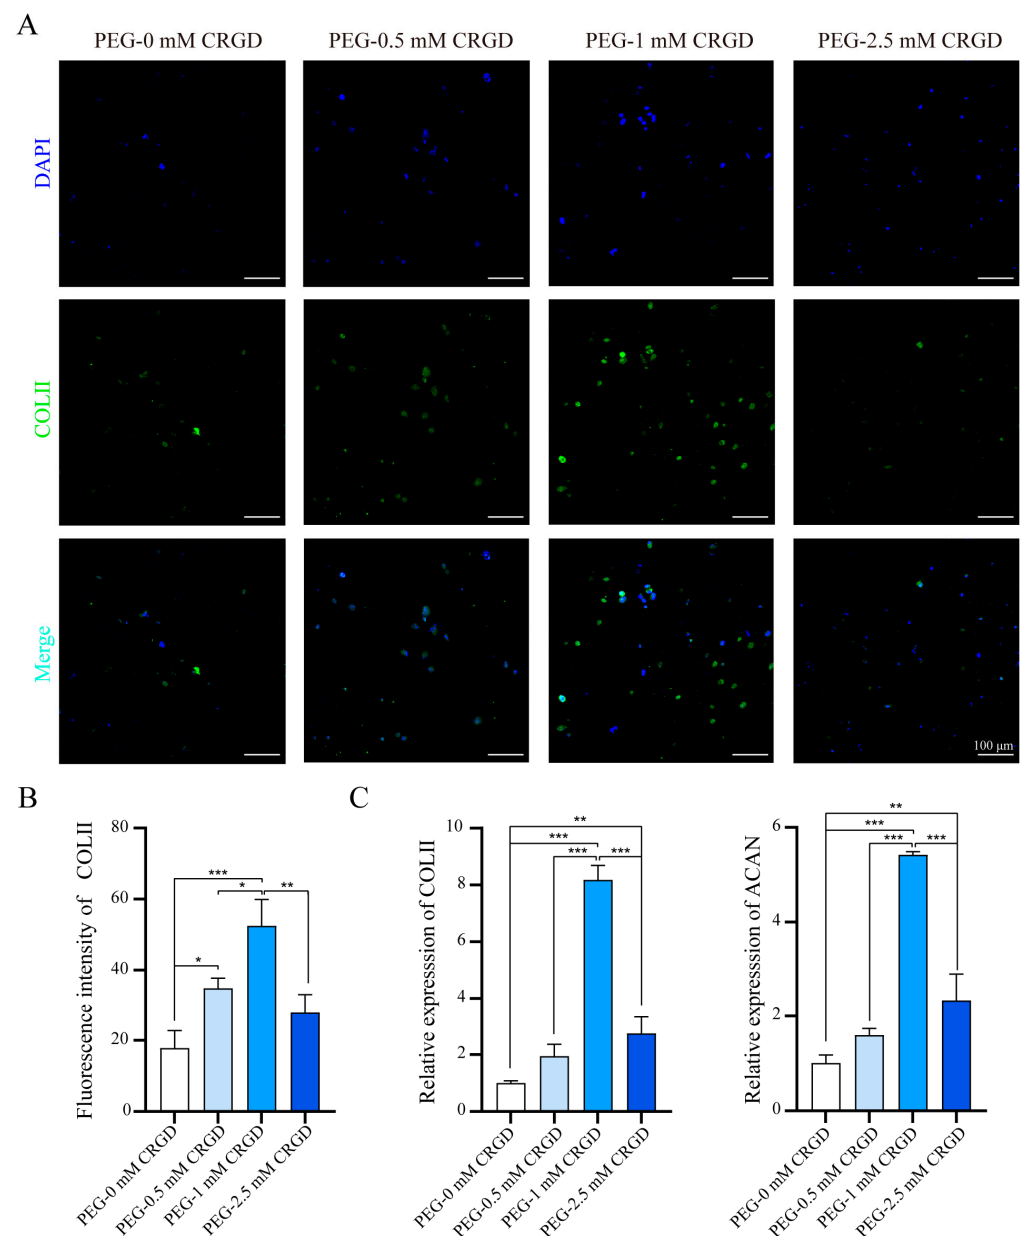 A
PEG-0 mM CRGD PEG-0.5 mM CRGD PEG-1 mM CRGD PEG-2.5 mM CRGD
DAPI
COLII
Merge
100 μm
B
Fluorescence intensity of COLII
80
60
40
20
0
***
* **
*
PEG-0 mM CRGD
PEG-0.5 mM CRGD
PEG-1 mM CRGD
PEG-2.5 mM CRGD
C
Relative expresssion of COLII
10
8
6
4
2
0
**
***
*** ***
PEG-0 mM CRGD
PEG-0.5 mM CRGD
PEG-1 mM CRGD
PEG-2.5 mM CRGD
Relative expression of ACAN
6
4
2
0
**
***
*** ***
PEG-0 mM CRGD
PEG-0.5 mM CRGD
PEG-1 mM CRGD
PEG-2.5 mM CRGD